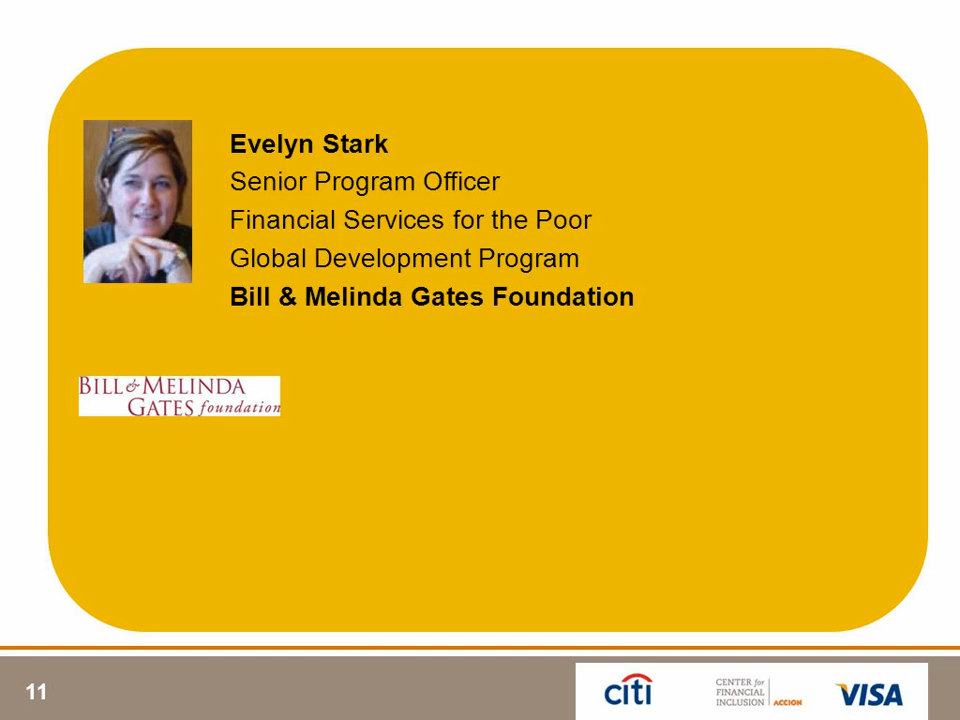 Evelyn Stark
Senior Program Officer
Financial Services for the Poor
Global Development Program
Bill & Melinda Gates Foundation
BILL & MELINDA
GATES foundation
11
citi
CENTER for
FINANCIAL
INCLUSION | ACCION
VISA